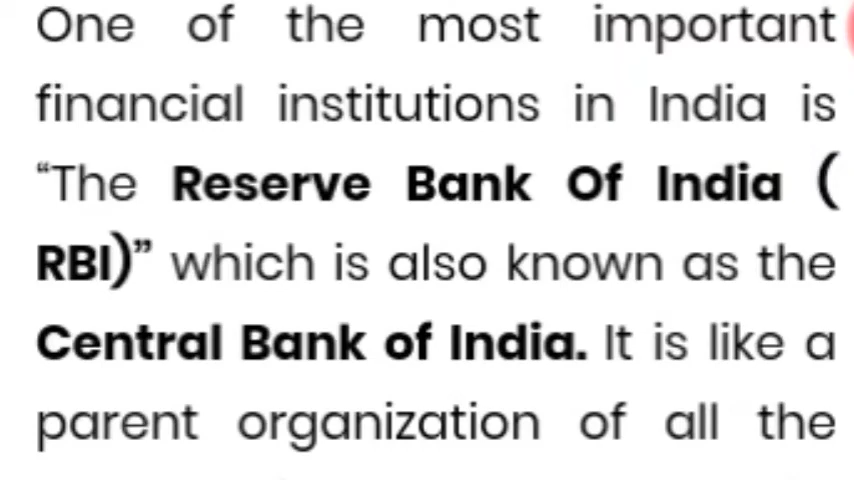 One of the most important
financial institutions in India is
“The Reserve Bank Of India (
RBI)” which is also known as the
Central Bank of India. It is like a
parent organization of all the